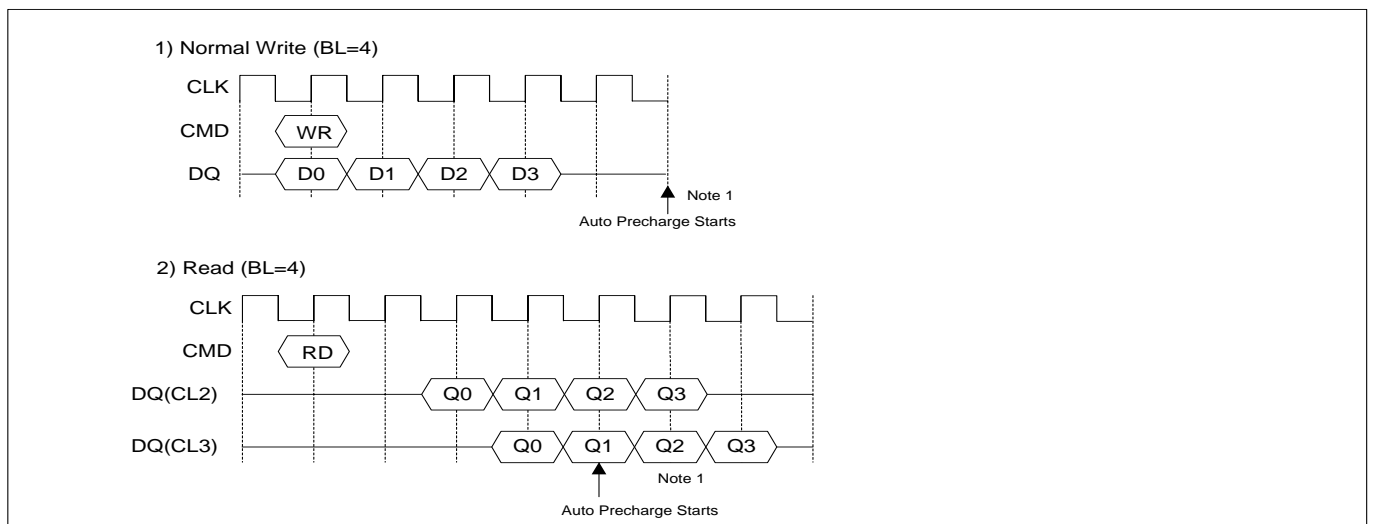 1) Normal Write (BL=4)
CLK
CMD WR
DQ D0 D1 D2 D3
Note 1
Auto Precharge Starts
2) Read (BL=4)
CLK
CMD RD
DQ(CL2) Q0 Q1 Q2 Q3
DQ(CL3) Q0 Q1 Q2 Q3
Note 1
Auto Precharge Starts